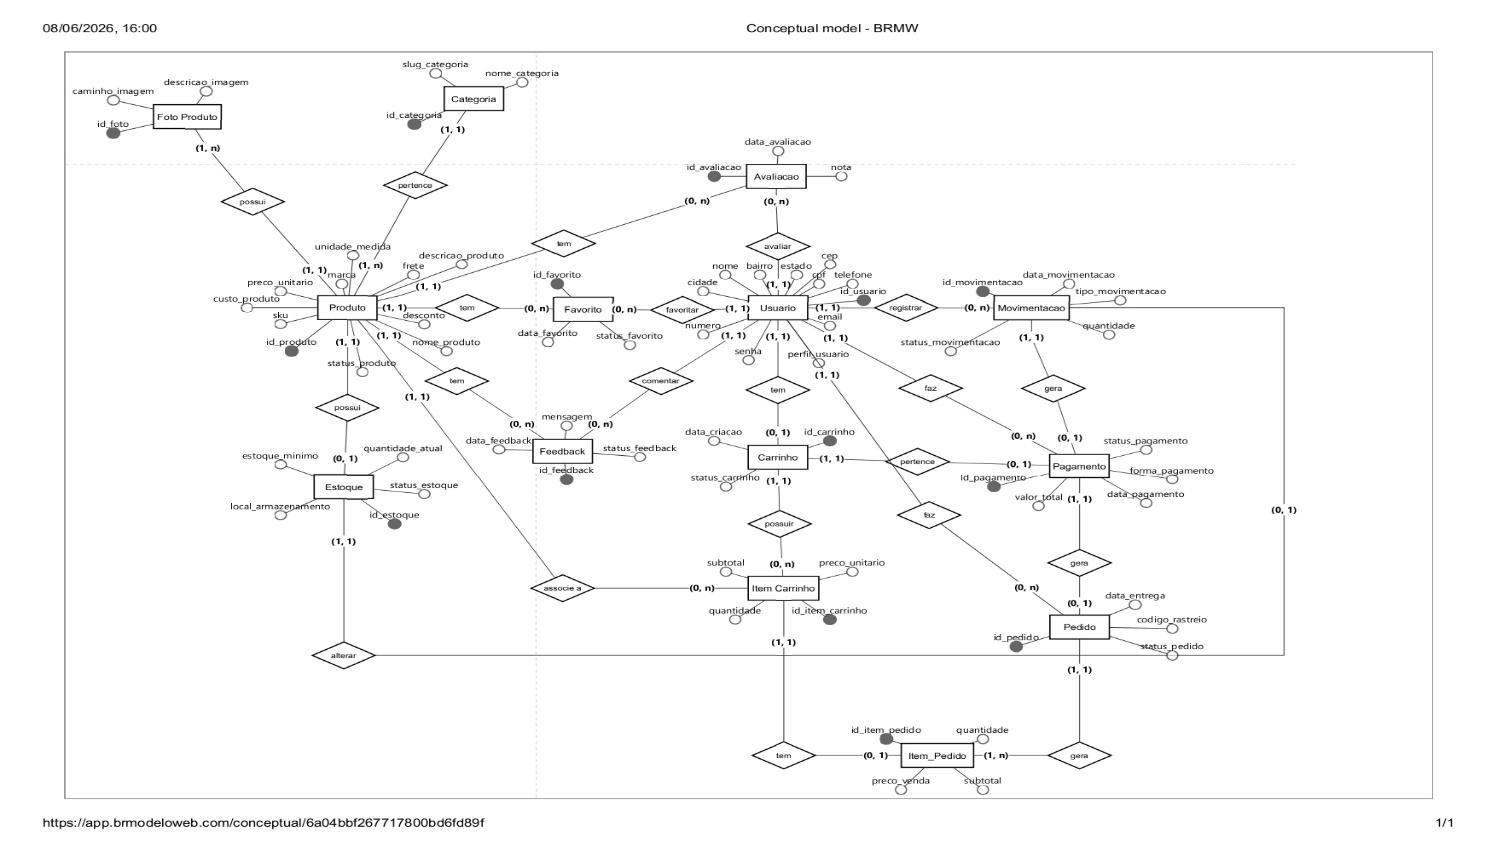 08/06/2026, 16:00
Conceptual model - BRMW
slug_categoria
nome_categoria
descricao_imagem
caminho_imagem
Categoria
Foto Produto
id_foto
id_categoria
(1, 1)
(1, n)
data_avaliacao
id_avaliacao
nota
Avaliacao
pertence
(0, n)
(0, n)
possui
tem
avaliar
unidade_medida
descricao_produto
cep
(1, 1)
(1, n)
frete
marca
id_favorito
nome
bairro
estado
cpf
telefone
data_movimentacao
preco_unitario
(1, 1)
cidade
(1, 1)
id_usuario
id_movimentacao
tipo_movimentacao
custo_produto
Produto
(1, 1)
tem
(0, n)
Favorito
(0, n)
favoritar
(1, 1)
Usuario
(1, 1)
registrar
(0, n)
Movimentacao
sku
desconto
email
numero
quantidade
id_produto
(1, 1)
(1, 1)
nome_produto
data_favorito
status_favorito
(1, 1)
(1, 1)
(1, 1)
status_movimentacao
(1, 1)
senha
perfil_usuario
status_produto
(1, 1)
tem
comentar
tem
faz
gera
(1, 1)
possui
mensagem
(0, n)
(0, n)
data_feedback
Feedback
status_feedback
id_feedback
data_criacao
(0, 1)
id_carrinho
(0, n)
(0, 1)
status_pagamento
quantidade_atual
estoque_minimo
(0, 1)
Carrinho
(1, 1)
pertence
(0, 1)
Pagamento
forma_pagamento
status_carrinho
(1, 1)
Id_pagamento
Estoque
status_estoque
valor_total
(1, 1)
data_pagamento
local_armazenamento
id_estoque
possuir
faz
(0, 1)
(1, 1)
subtotal
(0, n)
preco_unitario
gera
associe a
(0, n)
Item Carrinho
(0, n)
(0, 1)
data_entrega
quantidade
id_item_carrinho
codigo_rastreio
Pedido
id_pedido
(1, 1)
status_pedido
alterar
(1, 1)
id_item_pedido
quantidade
tem
(0, 1)
Item_Pedido
(1, n)
gera
preco_venda
subtotal
https://app.brmodeloweb.com/conceptual/6a04bbf267717800bd6fd89f
1/1